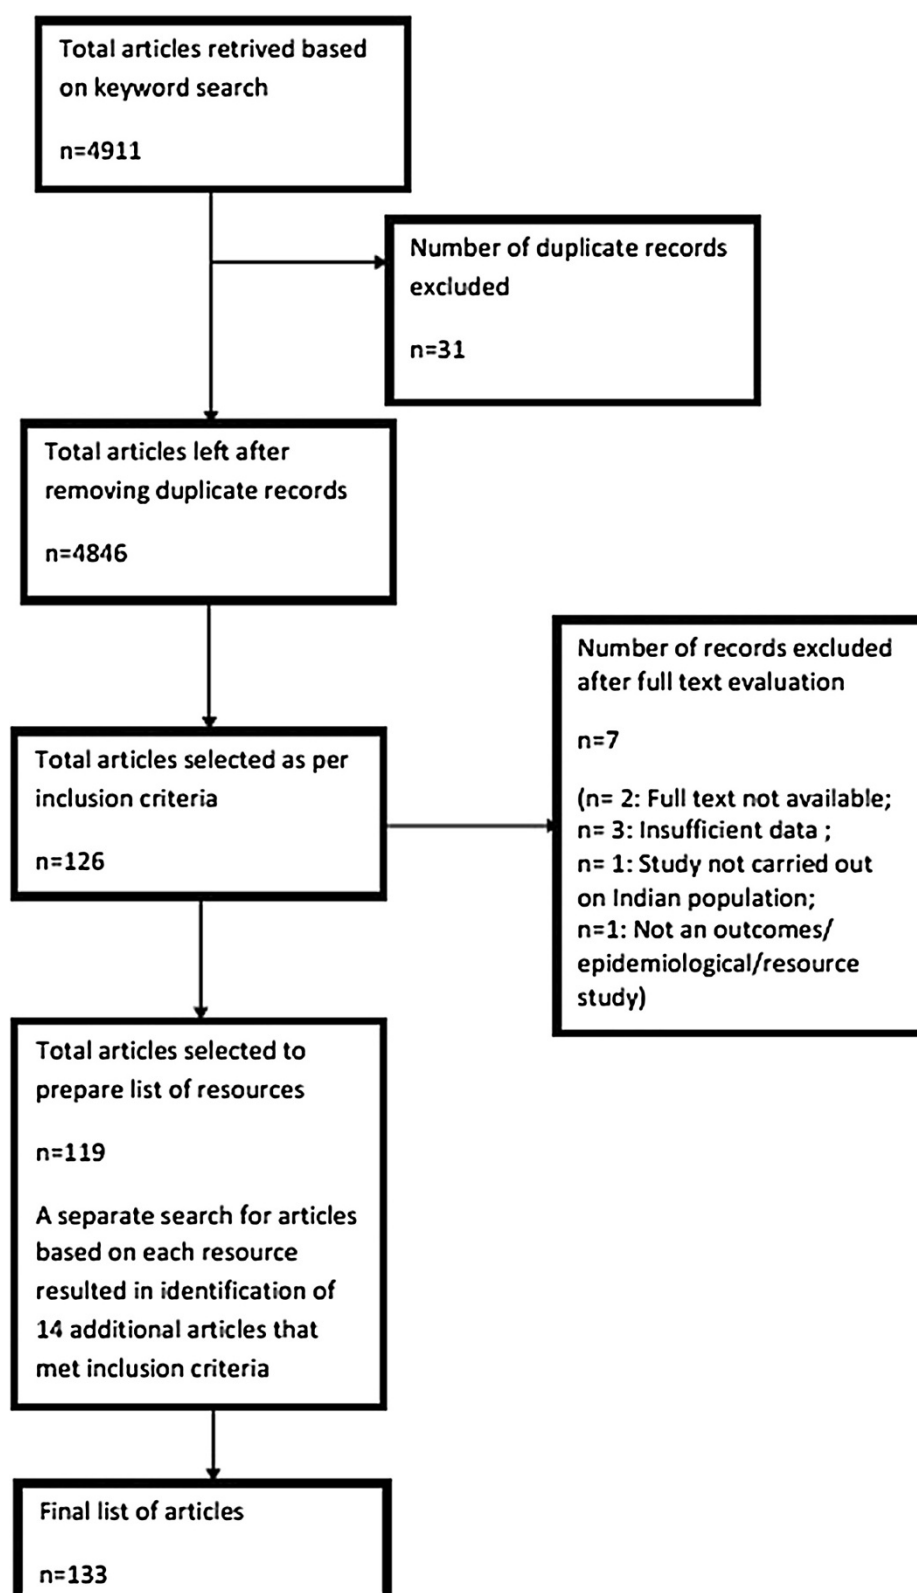 Total articles retrived based
on keyword search
n=4911
Number of duplicate records
excluded
n=31
Total articles left after
removing duplicate records
n=4846
Total articles selected as per
inclusion criteria
n=126
Number of records excluded
after full text evaluation
n=7
(n= 2: Full text not available;
n= 3: Insufficient data ;
n= 1: Study not carried out
on Indian population;
n=1: Not an outcomes/
epidemiological/resource
study)
Total articles selected to
prepare list of resources
n=119
A separate search for articles
based on each resource
resulted in identification of
14 additional articles that
met inclusion criteria
Final list of articles
n=133